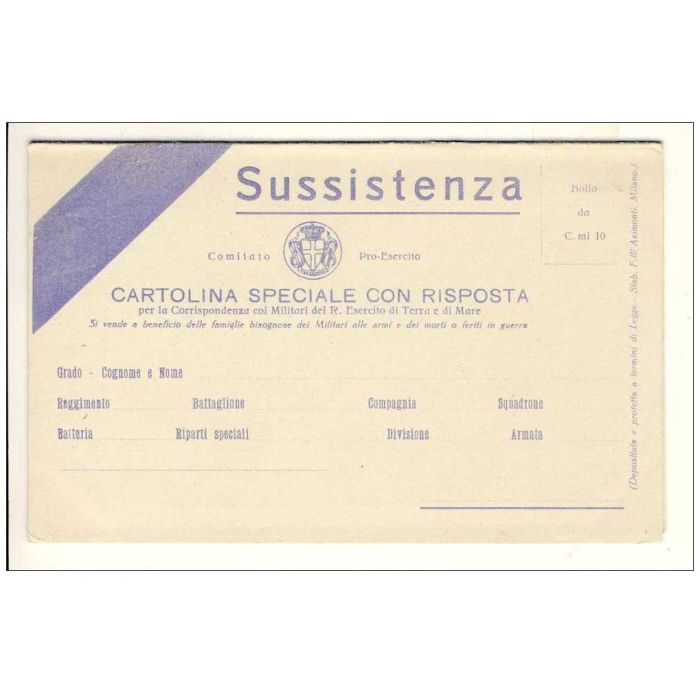 Sussistenza
Bollo
da
C.mi 10
Comitato Pro-Esercito
CARTOLINA SPECIALE CON RISPOSTA
per la Corrispondenza coi Militari del R. Esercito di Terra e di Mare
Si vende a beneficio delle famiglie bisognose dei Militari alle armi e dei morti o feriti in guerra
Grado - Cognome e Nome
Reggimento Battaglione Compagnia Squadrone
Batteria Riparti speciali Divisione Armata
(Depositata e protetta a termini di Legge - Stab. F.lli Azimonti, Milano.)